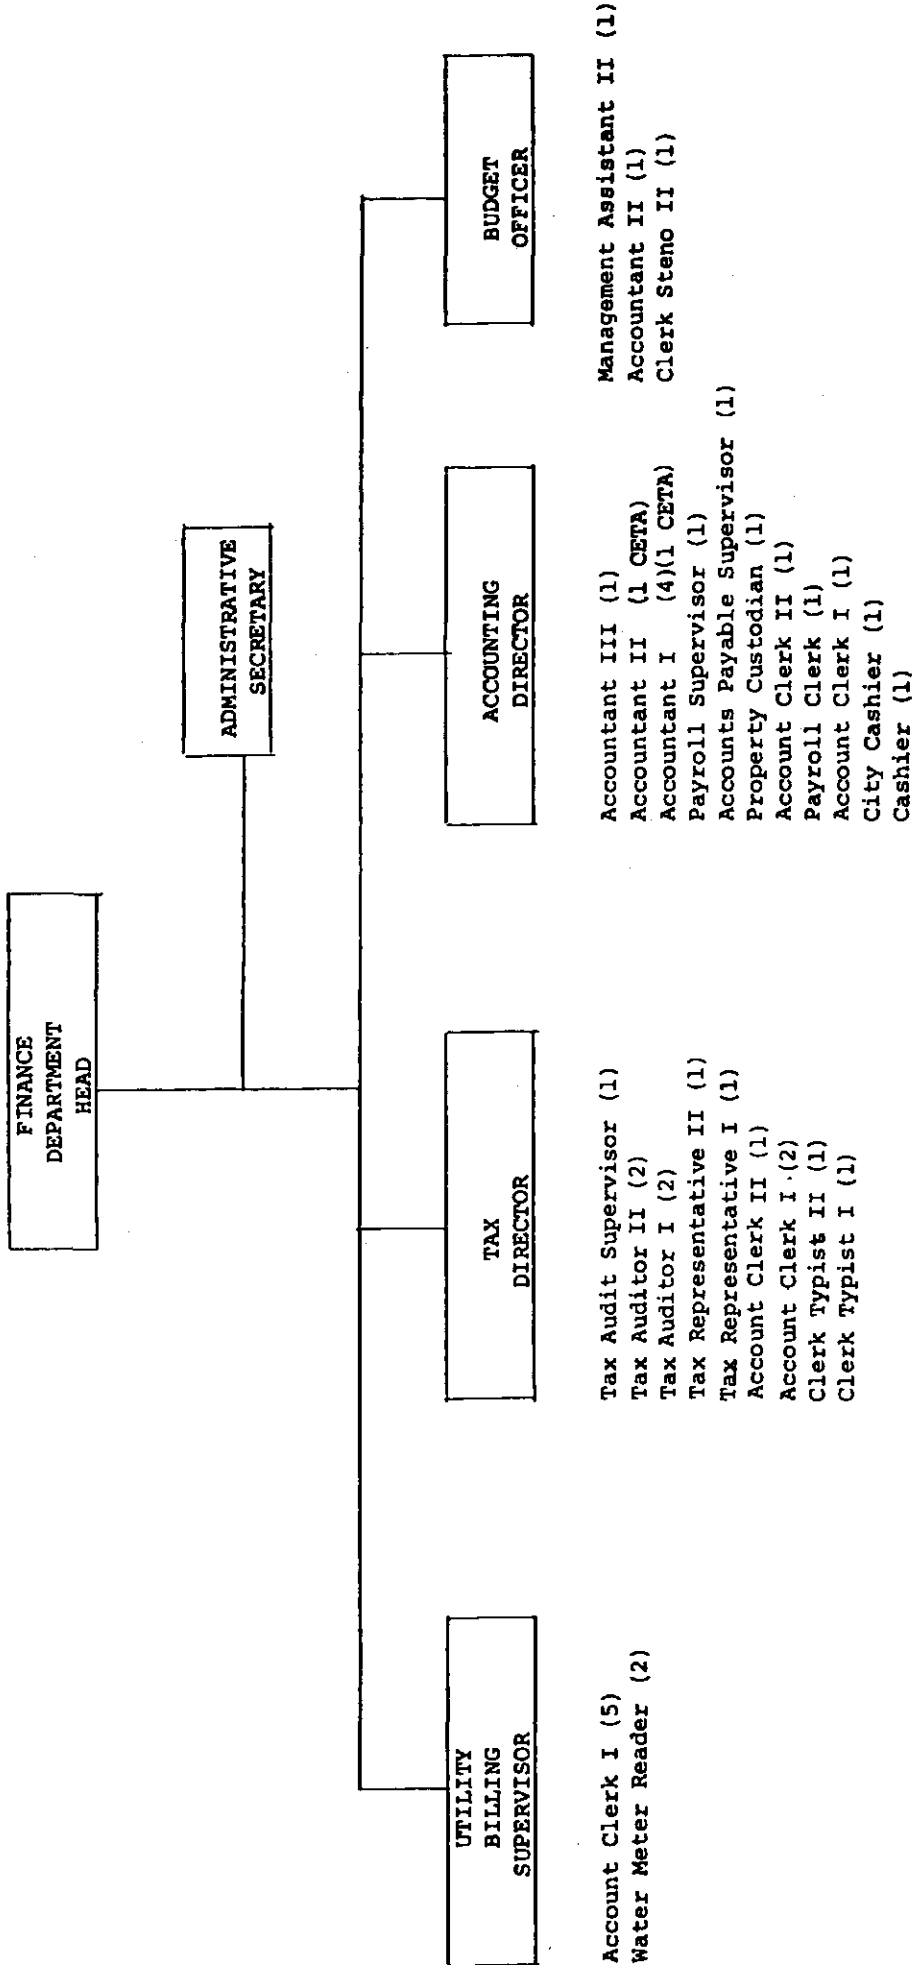 FINANCE
DEPARTMENT
HEAD
ADMINISTRATIVE
SECRETARY
UTILITY
BILLING
SUPERVISOR
TAX
DIRECTOR
ACCOUNTING
DIRECTOR
BUDGET
OFFICER
Account Clerk I (5)
Water Meter Reader (2)
Tax Audit Supervisor (1)
Tax Auditor II (2)
Tax Auditor I (2)
Tax Representative II (1)
Tax Representative I (1)
Account Clerk II (1)
Account Clerk I (2)
Clerk Typist II (1)
Clerk Typist I (1)
Accountant III (1)
Accountant II (1 CETA)
Accountant I (4)(1 CETA)
Payroll Supervisor (1)
Accounts Payable Supervisor (1)
Property Custodian (1)
Account Clerk II (1)
Payroll Clerk (1)
Account Clerk I (1)
City Cashier (1)
Cashier (1)
Management Assistant II (1)
Accountant II (1)
Clerk Steno II (1)